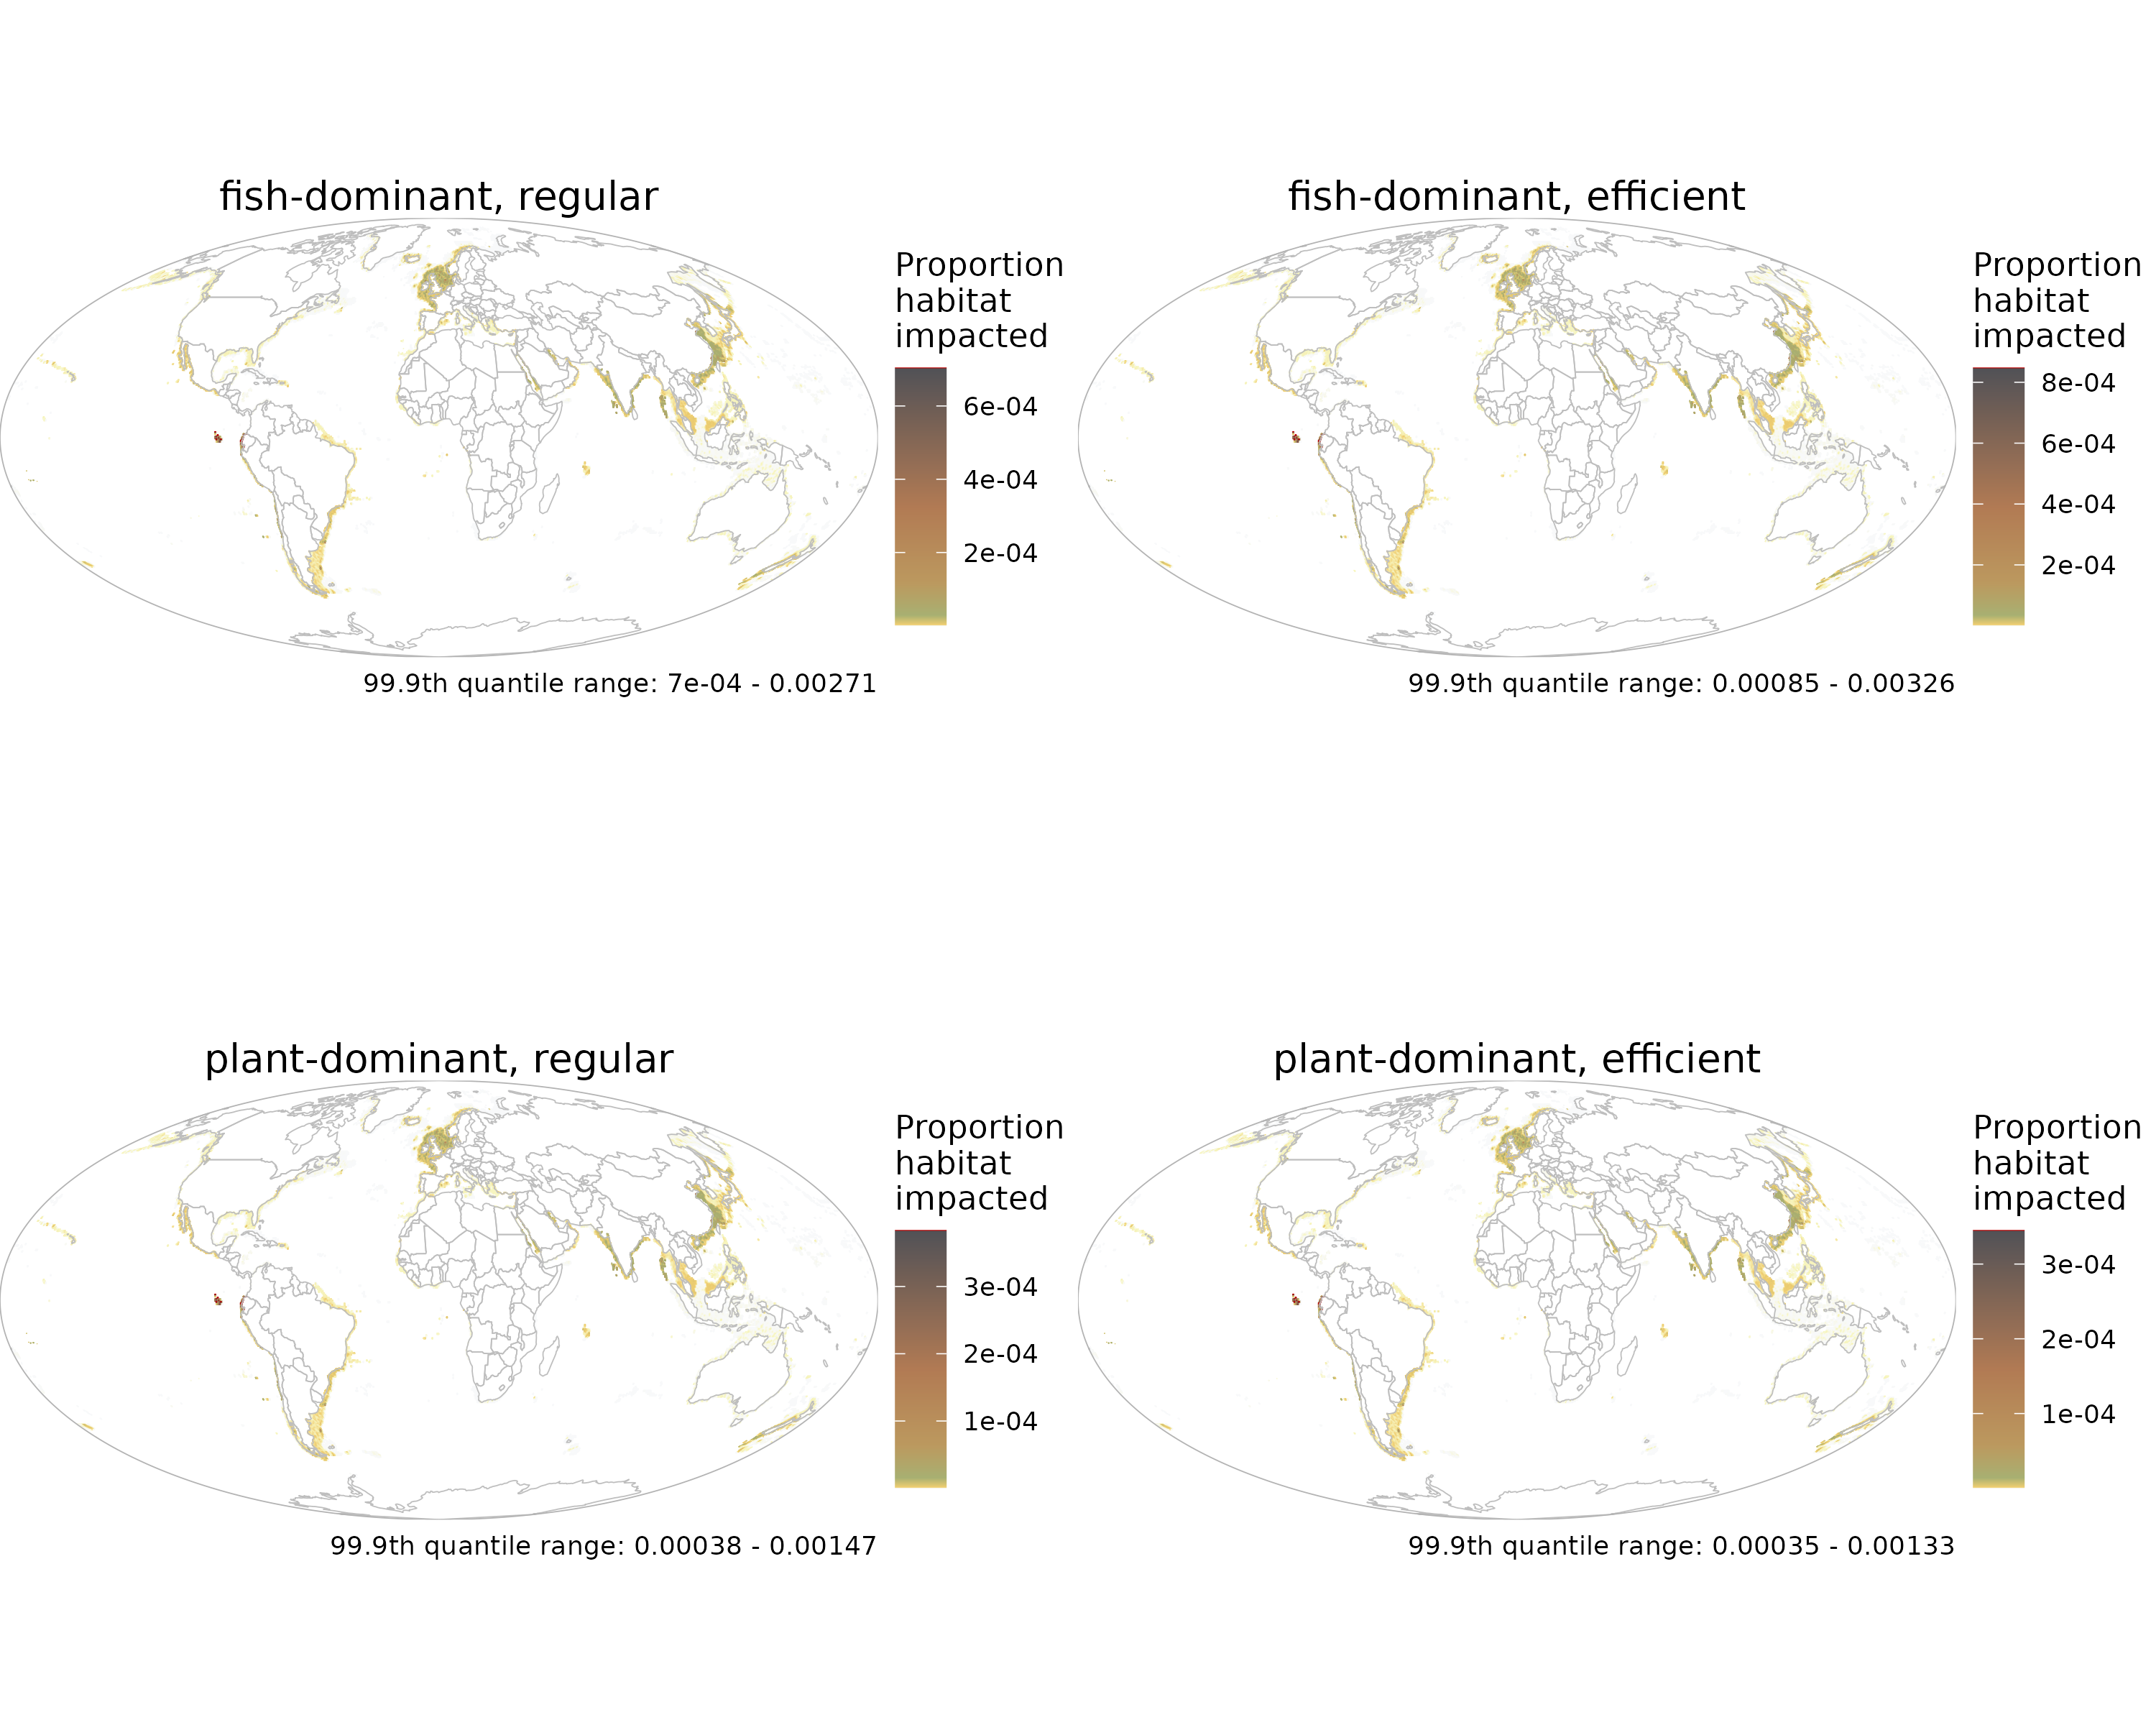 fish-dominant, regular
Proportion
habitat
impacted
6e-04
4e-04
2e-04
99.9th quantile range: 7e-04 - 0.00271
fish-dominant, efficient
Proportion
habitat
impacted
8e-04
6e-04
4e-04
2e-04
99.9th quantile range: 0.00085 - 0.00326
plant-dominant, regular
Proportion
habitat
impacted
3e-04
2e-04
1e-04
99.9th quantile range: 0.00038 - 0.00147
plant-dominant, efficient
Proportion
habitat
impacted
3e-04
2e-04
1e-04
99.9th quantile range: 0.00035 - 0.00133